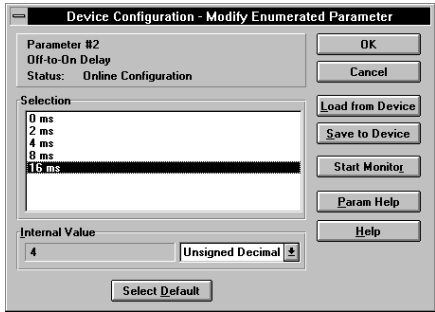 Device Configuration - Modify Enumerated Parameter
Parameter #2
Off-to-On Delay
Status: Online Configuration
Selection
0 ms
2 ms
4 ms
8 ms
16 ms
Internal Value
4
Unsigned Decimal
Select Default
OK
Cancel
Load from Device
Save to Device
Start Monitor
Param Help
Help